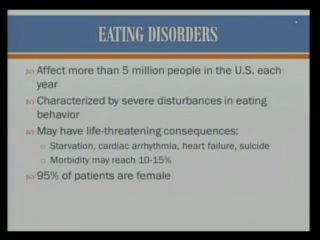 EATING DISORDERS
Affect more than 5 million people in the U.S. each
year
Characterized by severe disturbances in eating
behavior
May have life-threatening consequences:
Starvation, cardiac arrhythmia, heart failure, suicide
Morbidity may reach 10-15%
95% of patients are female